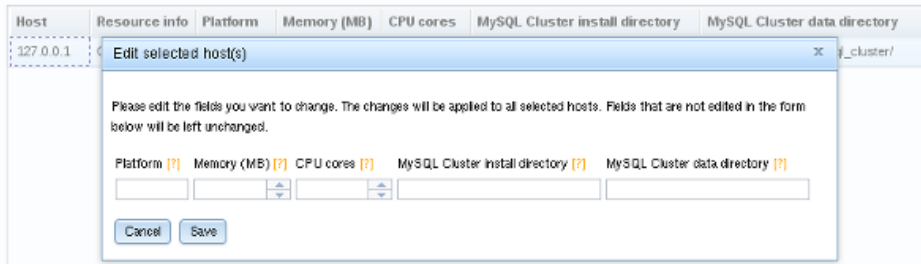 Host Resource info Platform Memory (MB) CPU cores MySQL Cluster install directory MySQL Cluster data directory
127.0.0.1
Edit selected host(s) x
Please edit the fields you want to change. The changes will be applied to all selected hosts. Fields that are not edited in the form
below will be left unchanged.
Platform [?] Memory (MB) [?] CPU cores [?] MySQL Cluster install directory [?] MySQL Cluster data directory [?]
Cancel Save